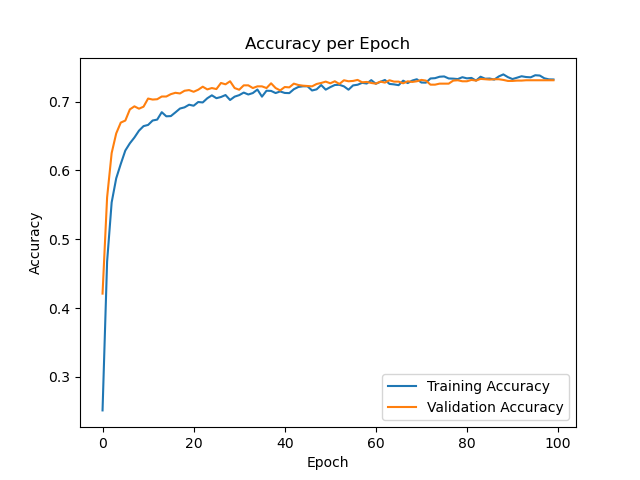 Accuracy per Epoch
Accuracy
0.7
0.6
0.5
0.4
0.3
Training Accuracy
Validation Accuracy
0 20 40 60 80 100
Epoch